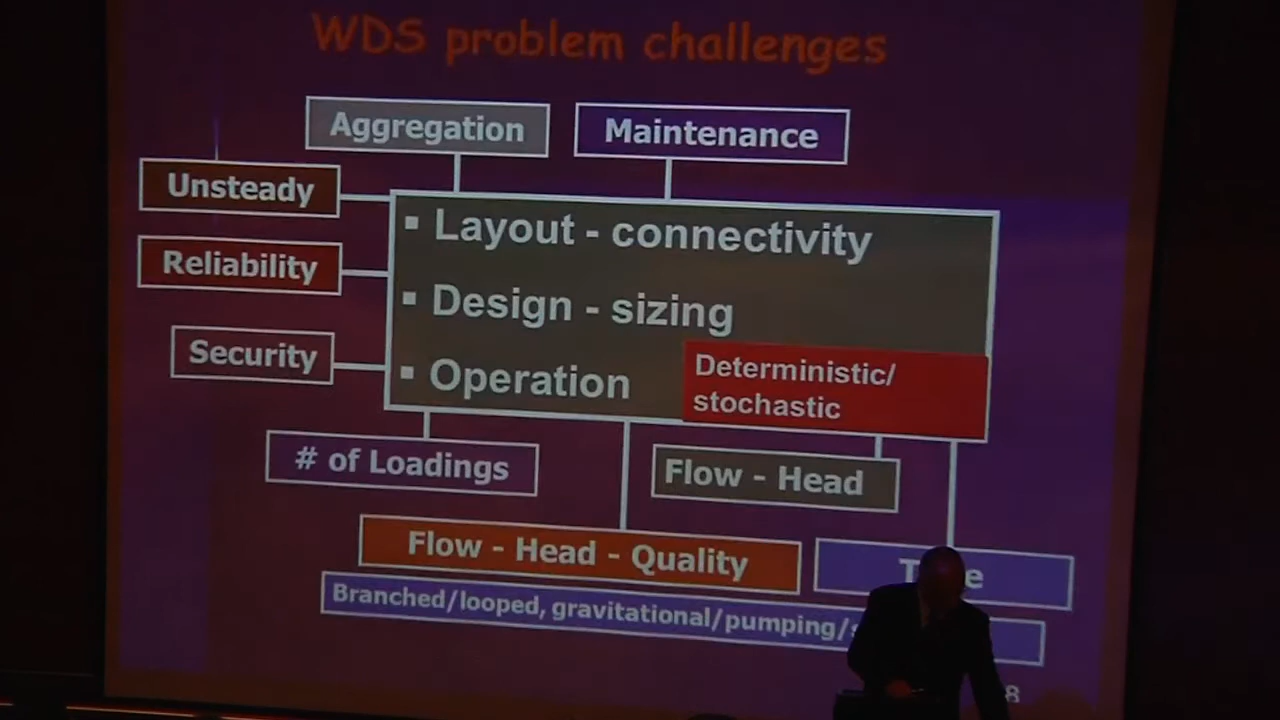 WDS problem challenges
Aggregation
Maintenance
Unsteady
Reliability
Security
▪ Layout - connectivity
▪ Design - sizing
▪ Operation
Deterministic/
stochastic
# of Loadings
Flow - Head
Flow - Head - Quality
Branched/looped, gravitational/pumping/
8